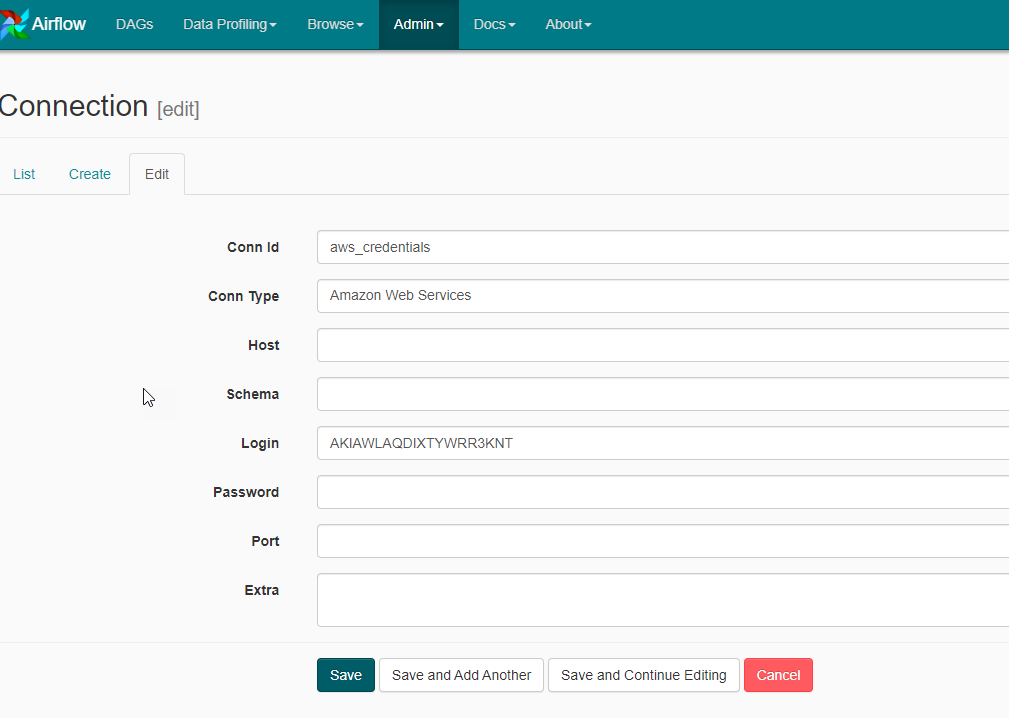 Airflow DAGs Data Profiling Browse Admin Docs About
Connection [edit]
List Create Edit
Conn Id aws_credentials
Conn Type Amazon Web Services
Host
Schema
Login AKIAWLAQDIXTYWRR3KNT
Password
Port
Extra
Save Save and Add Another Save and Continue Editing Cancel